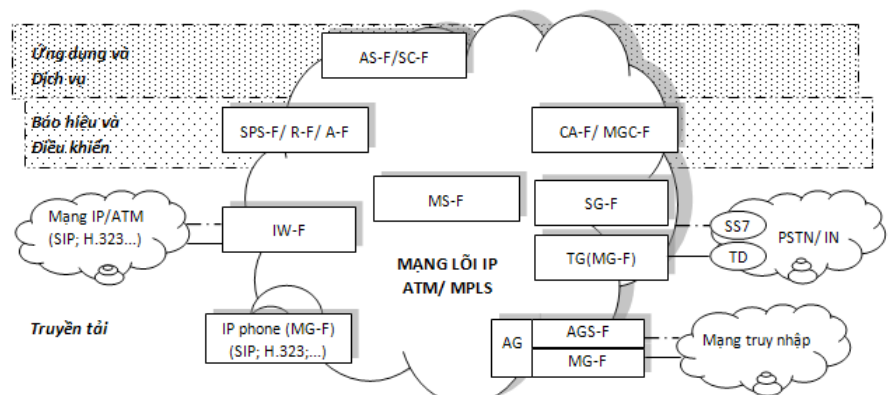 Ứng dụng và
Dịch vụ
AS-F/SC-F
Báo hiệu và
Điều khiển
SPS-F/ R-F/ A-F
CA-F/ MGC-F
MS-F
SG-F
Mạng IP/ATM
(SIP; H.323...)
IW-F
SS7
PSTN/ IN
TG(MG-F)
TD
MẠNG LÕI IP
ATM/ MPLS
Truyền tải
IP phone (MG-F)
(SIP; H.323;...)
AG
AGS-F
MG-F
Mạng truy nhập